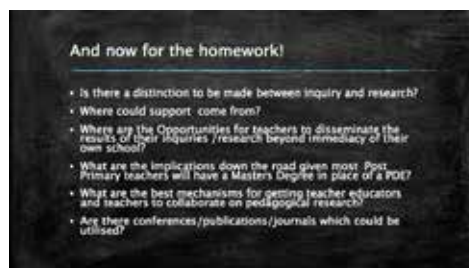 And now for the homework!
• Is there a distinction to be made between inquiry and research?
• Where could support come from?
• Where are the Opportunities for teachers to disseminate the
results of their inquiries /research beyond immediacy of their
own school?
• What are the implications down the road given most Post
Primary teachers will have a Masters Degree in place of a PDE?
• What are the best mechanisms for getting teacher educators
and teachers to collaborate on pedagogical research?
• Are there conferences/publications/journals which could be
utilised?